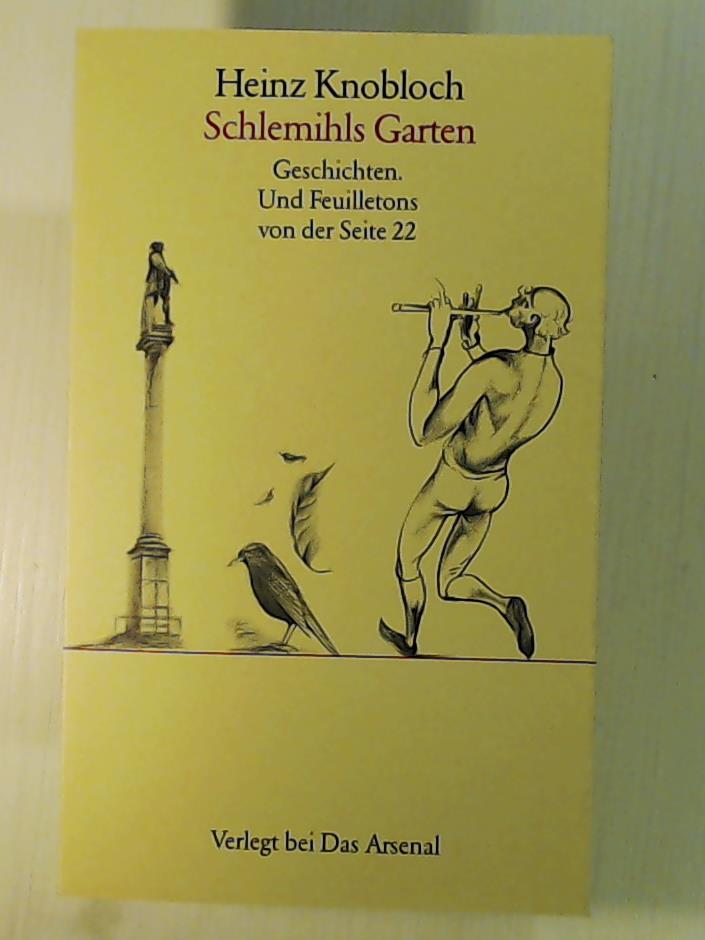 Heinz Knobloch
Schlemihls Garten
Geschichten.
Und Feuilletons
von der Seite 22
Verlegt bei Das Arsenal